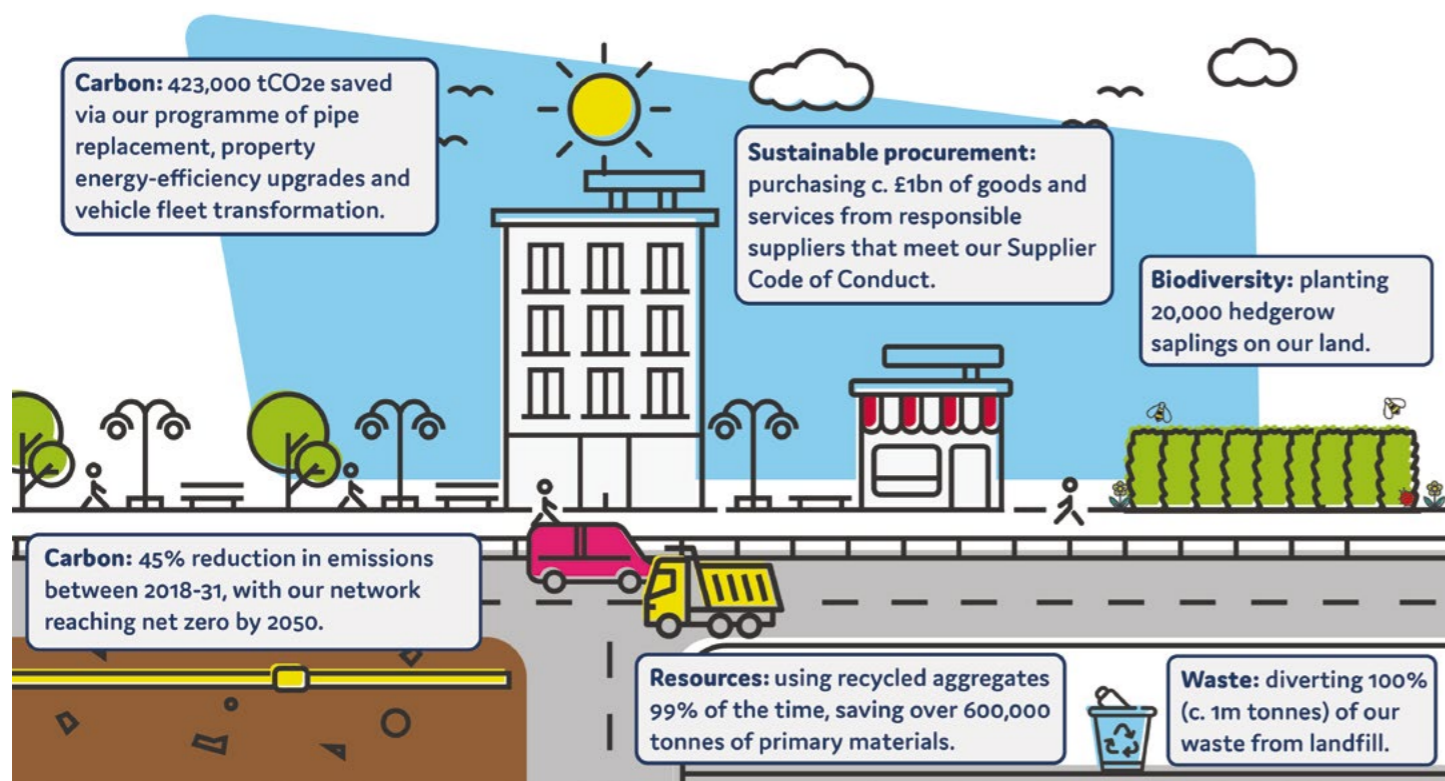 Carbon: 423,000 tCO2e saved
via our programme of pipe
replacement, property
energy-efficiency upgrades and
vehicle fleet transformation.
Sustainable procurement:
purchasing c. £1bn of goods and
services from responsible
suppliers that meet our Supplier
Code of Conduct.
Biodiversity: planting
20,000 hedgerow
saplings on our land.
Carbon: 45% reduction in emissions
between 2018-31, with our network
reaching net zero by 2050.
Resources: using recycled aggregates
99% of the time, saving over 600,000
tonnes of primary materials.
Waste: diverting 100%
(c. 1m tonnes) of our
waste from landfill.